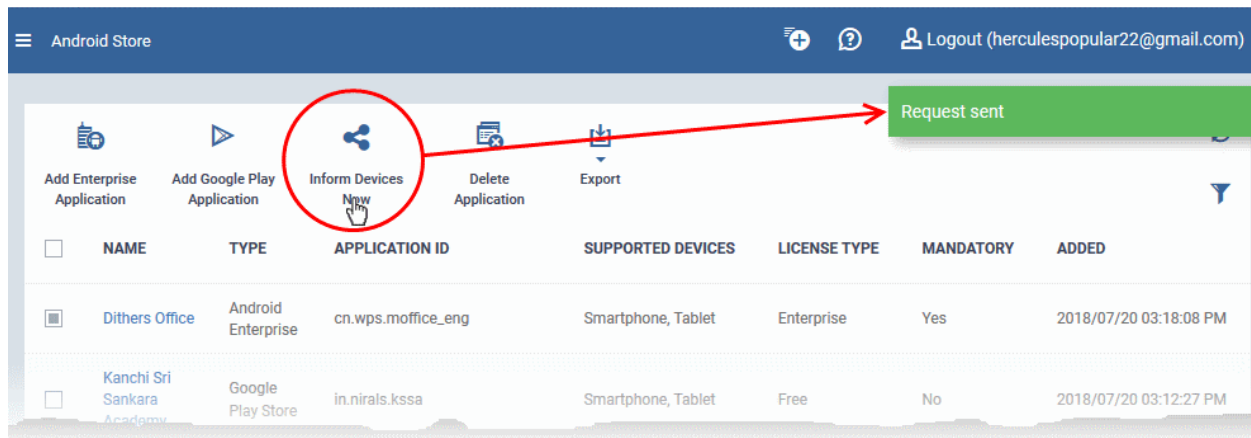 Android Store
Logout (herculespopular22@gmail.com)
Request sent
Add Enterprise
Application
Add Google Play
Application
Inform Devices
Now
Delete
Application
Export
NAME TYPE APPLICATION ID SUPPORTED DEVICES LICENSE TYPE MANDATORY ADDED
Dithers Office Android
Enterprise cn.wps.moffice_eng Smartphone, Tablet Enterprise Yes 2018/07/20 03:18:08 PM
Kanchi Sri
Sankara
Academy Google
Play Store in.nirals.kssa Smartphone, Tablet Free No 2018/07/20 03:12:27 PM